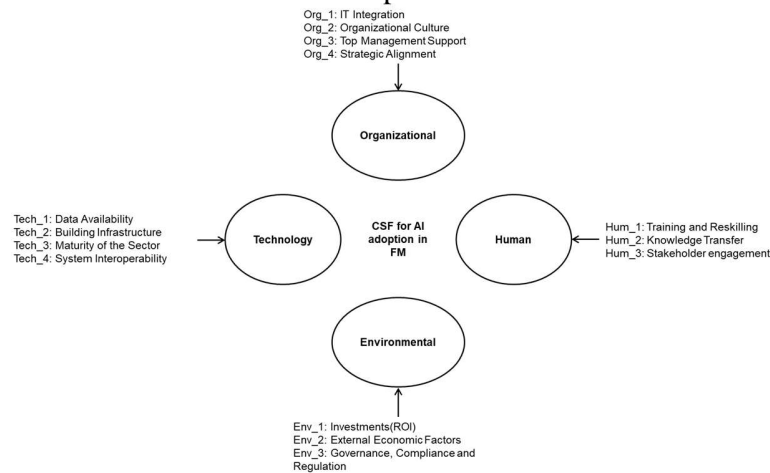 Org_1: IT Integration
Org_2: Organizational Culture
Org_3: Top Management Support
Org_4: Strategic Alignment
Organizational
Tech_1: Data Availability
Tech_2: Building Infrastructure
Tech_3: Maturity of the Sector
Tech_4: System Interoperability
Technology
CSF for AI
adoption in
FM
Human
Hum_1: Training and Reskilling
Hum_2: Knowledge Transfer
Hum_3: Stakeholder engagement
Environmental
Env_1: Investments(ROI)
Env_2: External Economic Factors
Env_3: Governance, Compliance and
Regulation